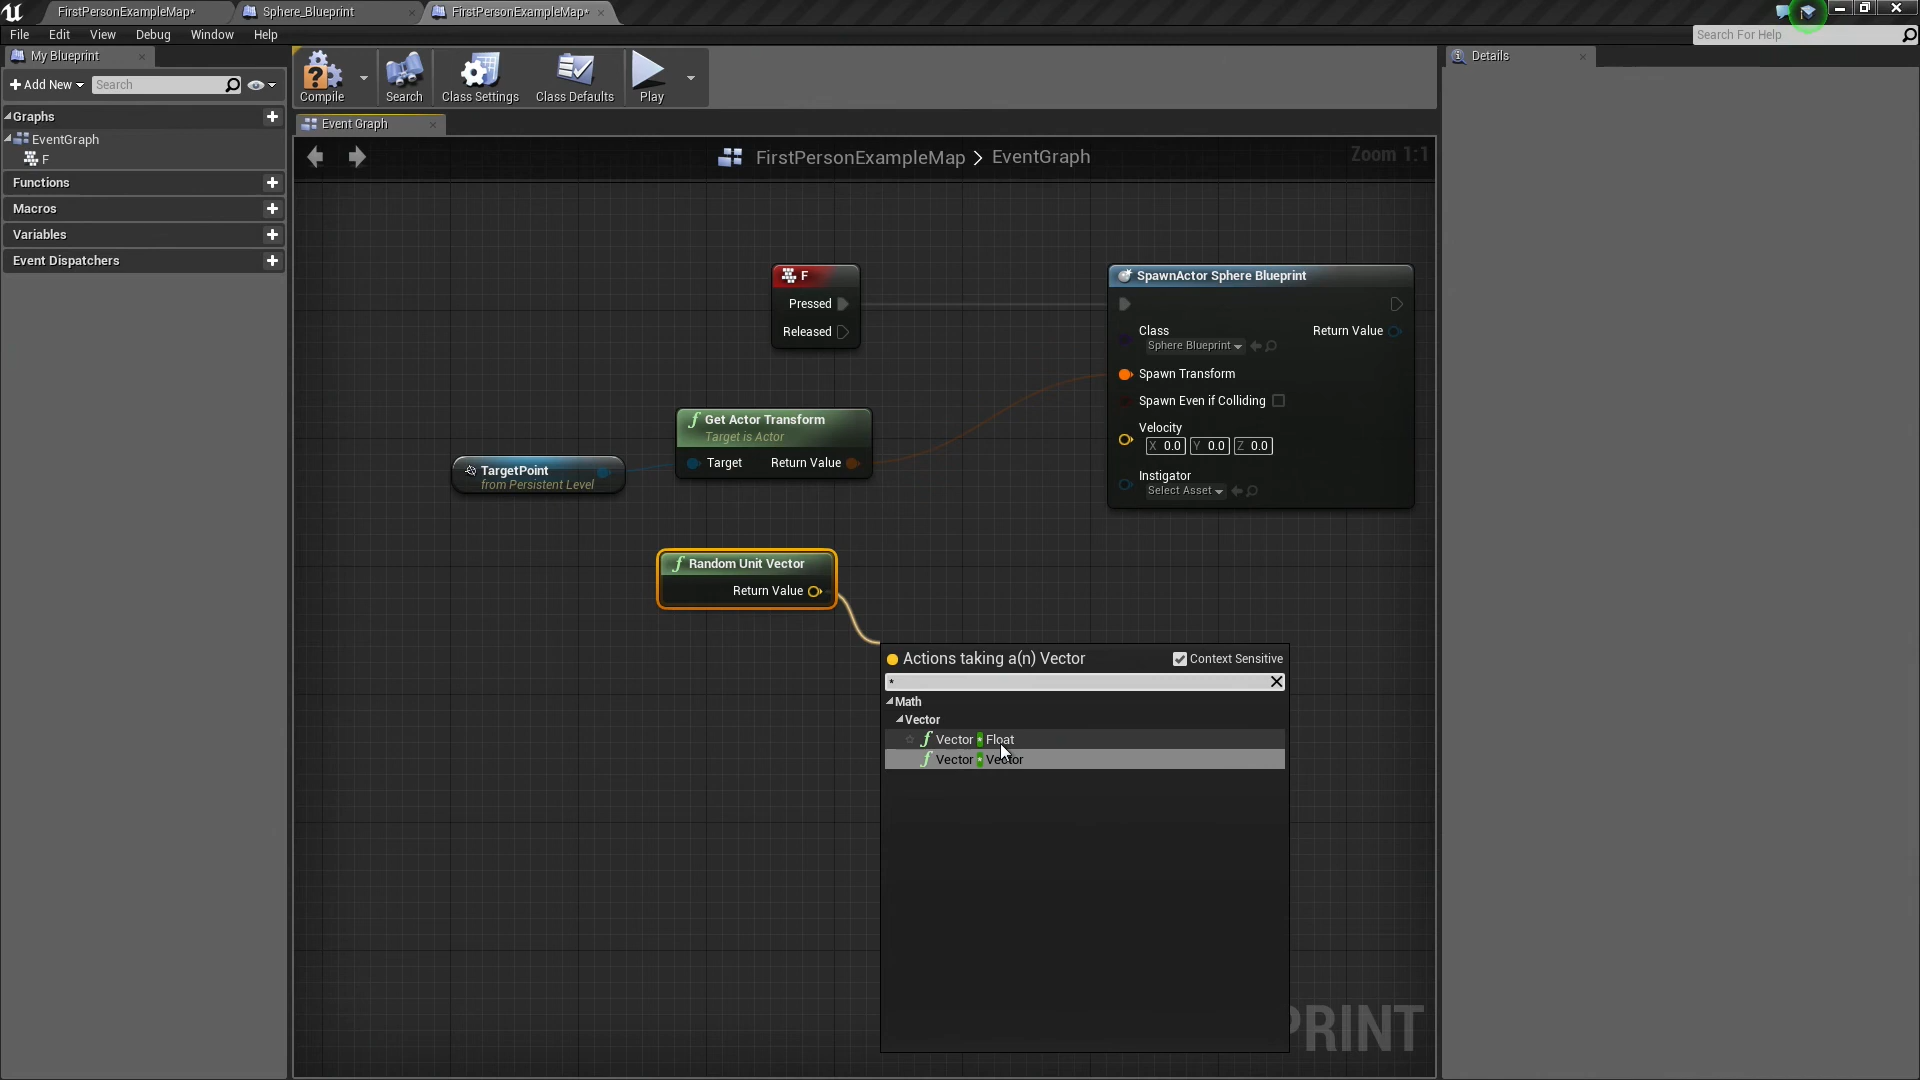 FirstPersonExampleMap*
Sphere_Blueprint
FirstPersonExampleMap*
File Edit View Debug Window Help
Search For Help
My Blueprint
Add New
Search
Graphs
EventGraph
F
Functions
Macros
Variables
Event Dispatchers
Compile
Search
Class Settings
Class Defaults
Play
Details
Event Graph
FirstPersonExampleMap > EventGraph
Zoom 1:1
F
Pressed
Released
SpawnActor Sphere Blueprint
Class
Sphere Blueprint
Return Value
Spawn Transform
Spawn Even if Colliding
Velocity
X 0.0 Y 0.0 Z 0.0
Instigator
Select Asset
f Get Actor Transform
Target is Actor
Target
Return Value
TargetPoint
from Persistent Level
f Random Unit Vector
Return Value
Actions taking a(n) Vector
Context Sensitive
*
Math
Vector
f Vector * Float
f Vector * Vector
PRINT